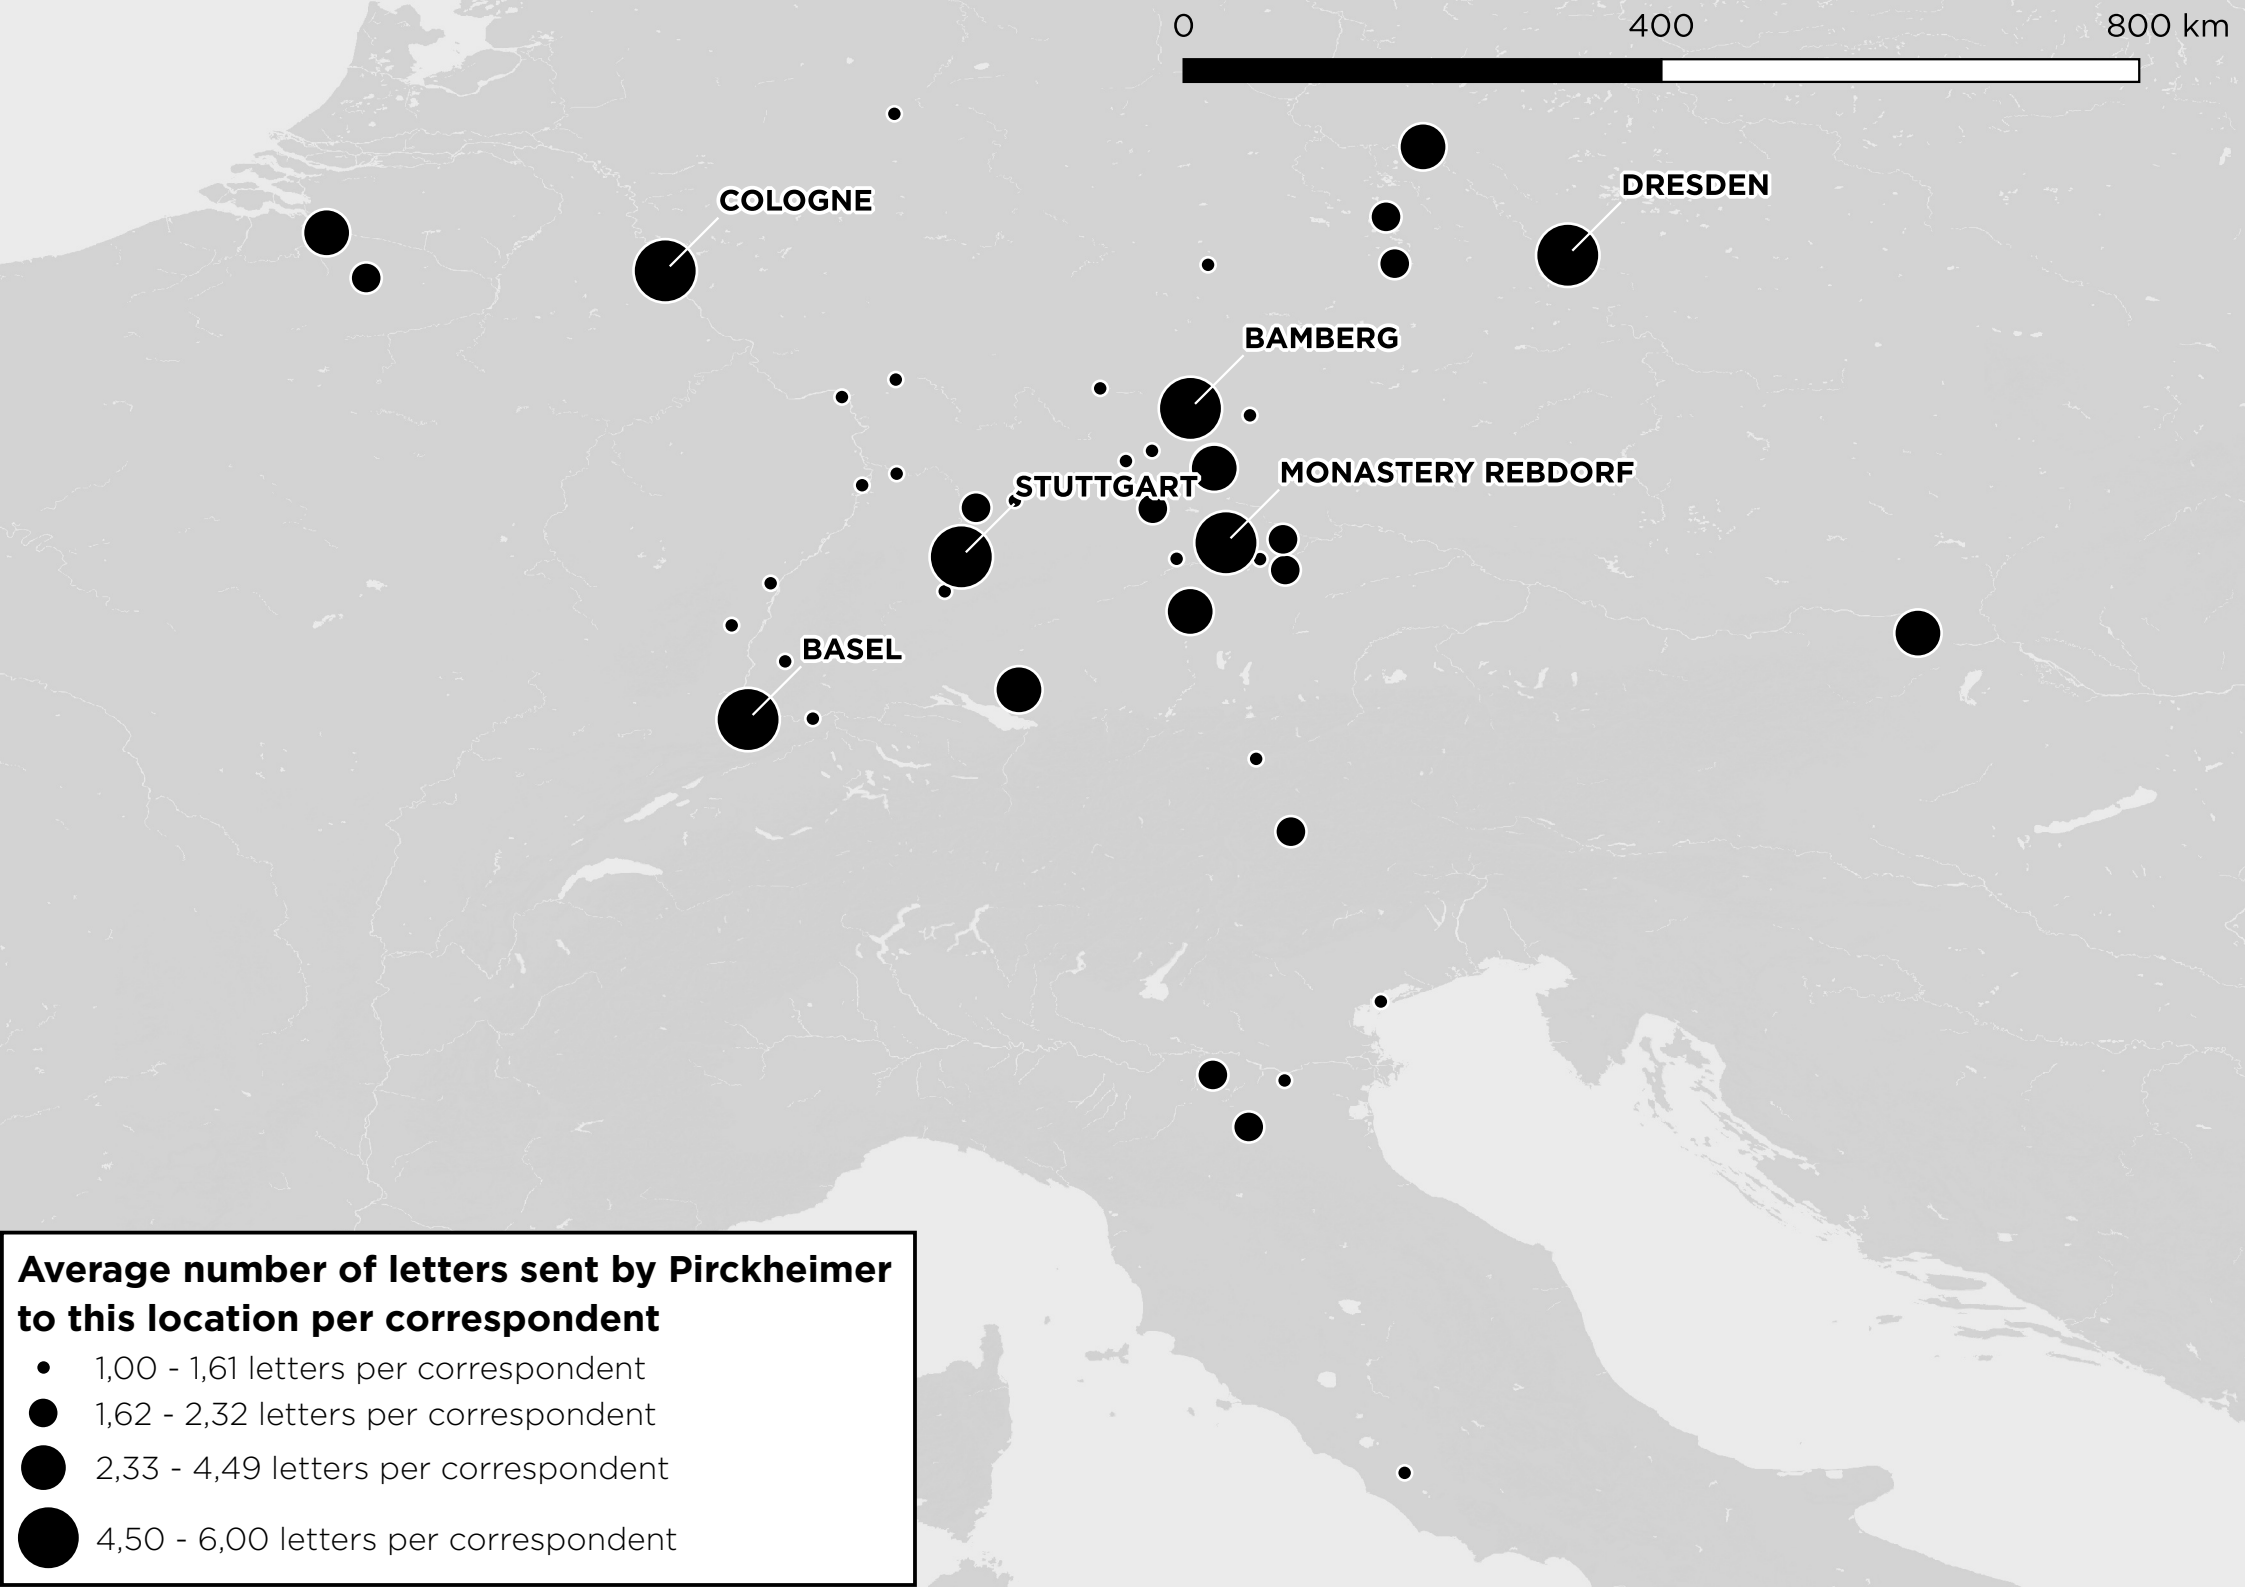 0 400 800 km
COLOGNE
DRESDEN
BAMBERG
MONASTERY REBDORF
STUTTGART
BASEL
Average number of letters sent by Pirckheimer
to this location per correspondent
1,00 - 1,61 letters per correspondent
1,62 - 2,32 letters per correspondent
2,33 - 4,49 letters per correspondent
4,50 - 6,00 letters per correspondent